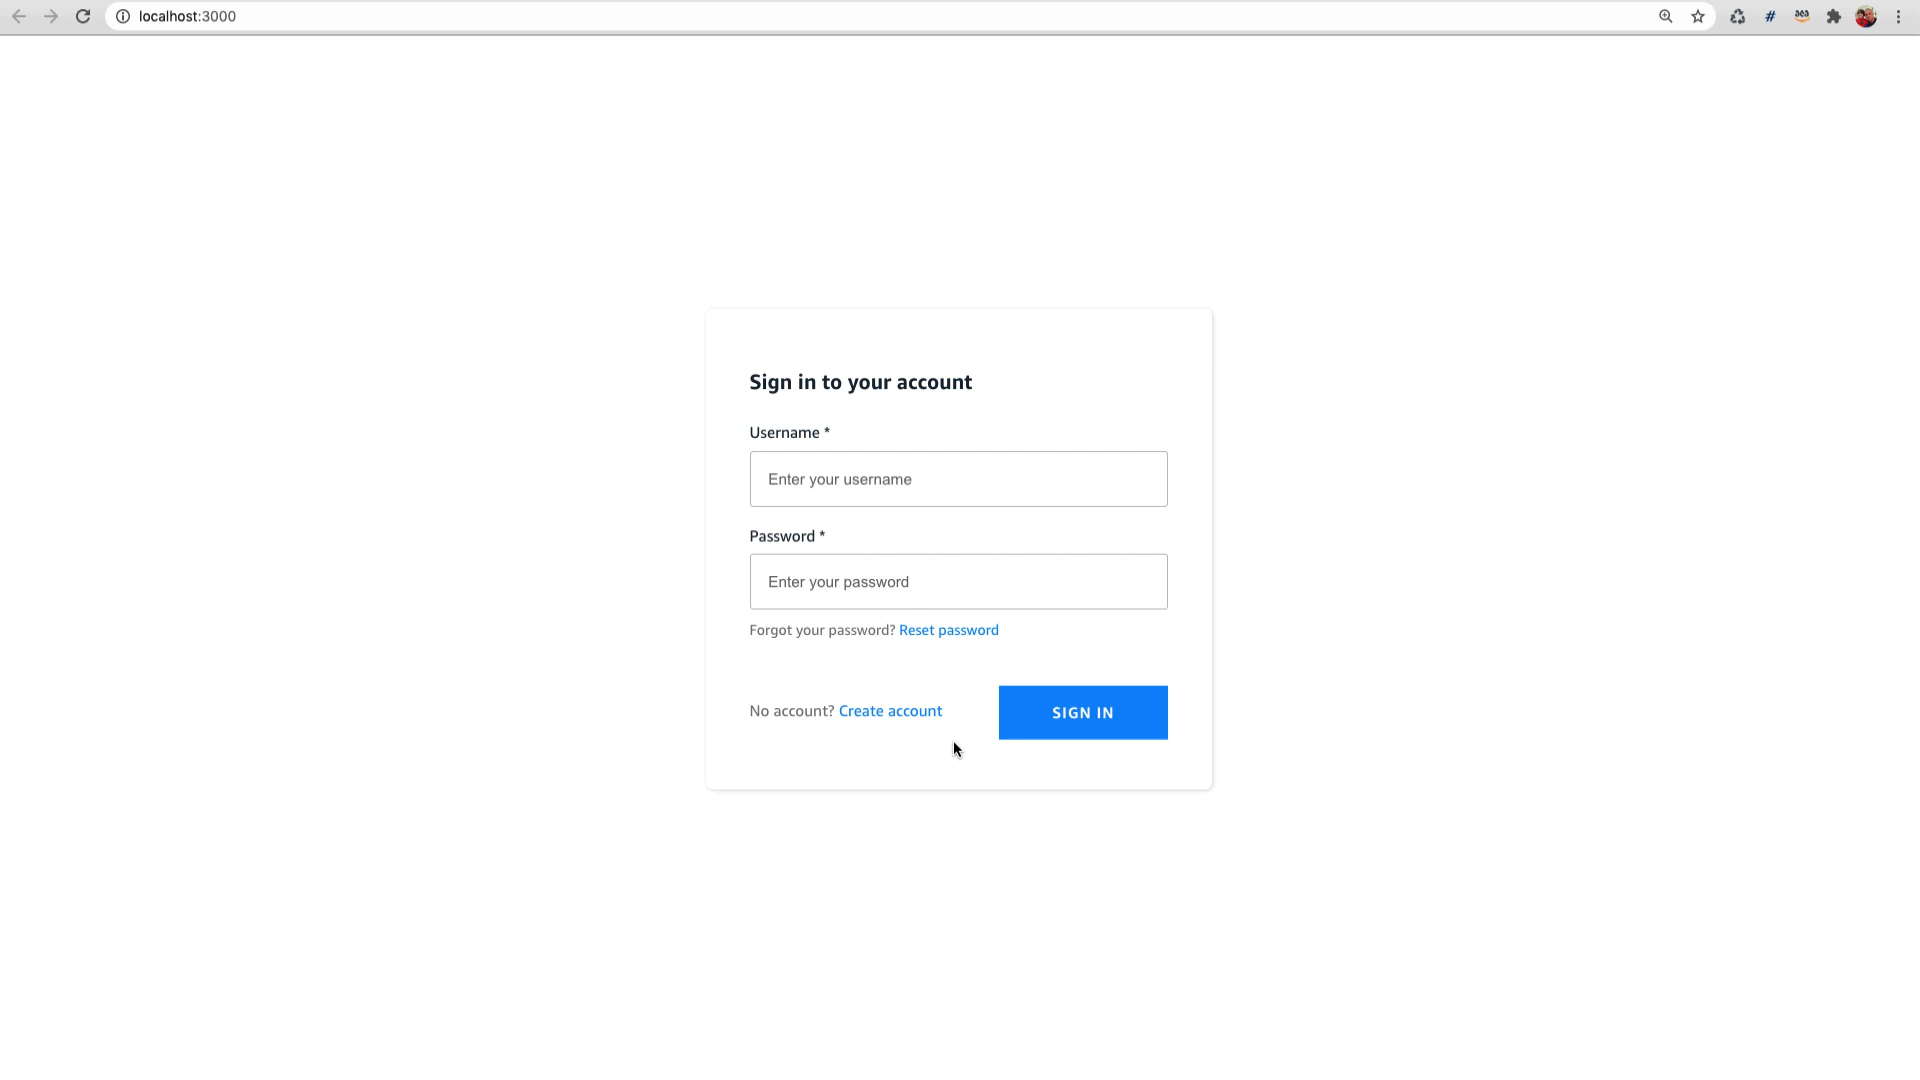 localhost:3000
Sign in to your account
Username *
Enter your username
Password *
Enter your password
Forgot your password? Reset password
No account? Create account
SIGN IN